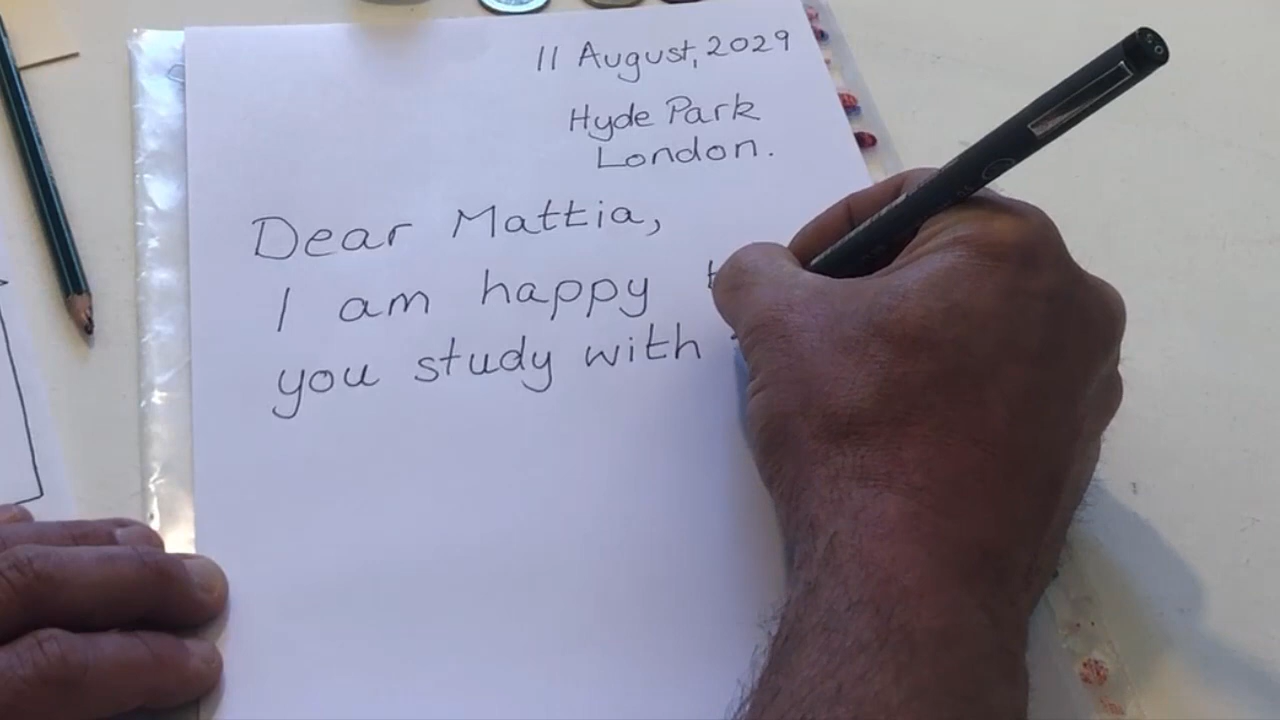 11 August, 2029
Hyde Park
London.
Dear Mattia,
I am happy
you study with